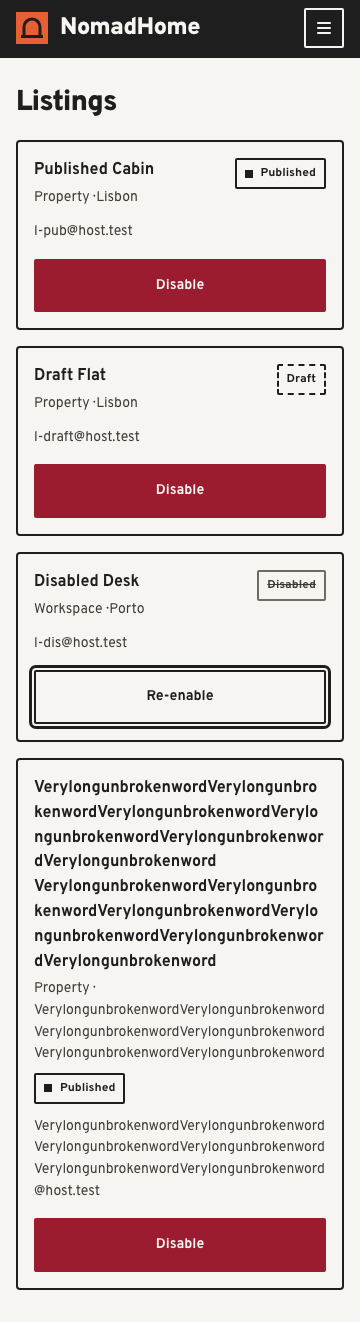 NomadHome
Listings
Published Cabin
Published
Property ·Lisbon
l-pub@host.test
Disable
Draft Flat
Draft
Property ·Lisbon
l-draft@host.test
Disable
Disabled Desk
Disabled
Workspace ·Porto
l-dis@host.test
Re-enable
VerylongunbrokenwordVerylongunbro
kenwordVerylongunbrokenwordVerylo
ngunbrokenwordVerylongunbrokenwor
dVerylongunbrokenword
VerylongunbrokenwordVerylongunbro
kenwordVerylongunbrokenwordVerylo
ngunbrokenwordVerylongunbrokenwor
dVerylongunbrokenword
Property ·
VerylongunbrokenwordVerylongunbrokenword
VerylongunbrokenwordVerylongunbrokenword
VerylongunbrokenwordVerylongunbrokenword
Published
VerylongunbrokenwordVerylongunbrokenword
VerylongunbrokenwordVerylongunbrokenword
VerylongunbrokenwordVerylongunbrokenword
@host.test
Disable